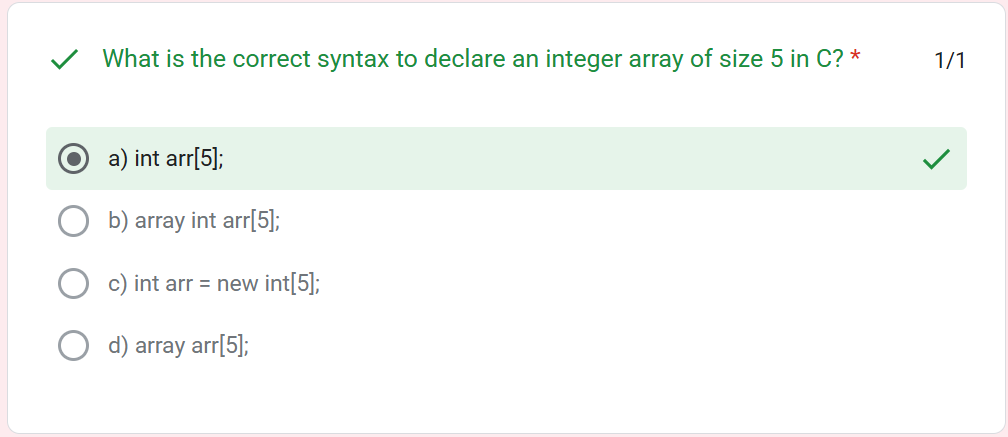 What is the correct syntax to declare an integer array of size 5 in C? * 1/1
a) int arr[5];
b) array int arr[5];
c) int arr = new int[5];
d) array arr[5];